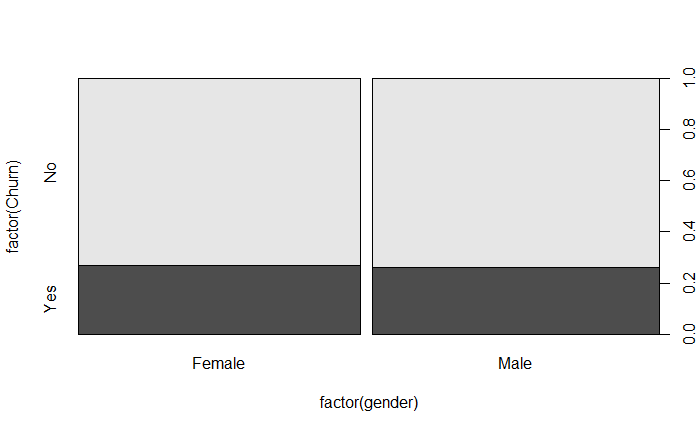 factor(Churn)
No
Yes
1.0
0.8
0.6
0.4
0.2
0.0
Female
Male
factor(gender)